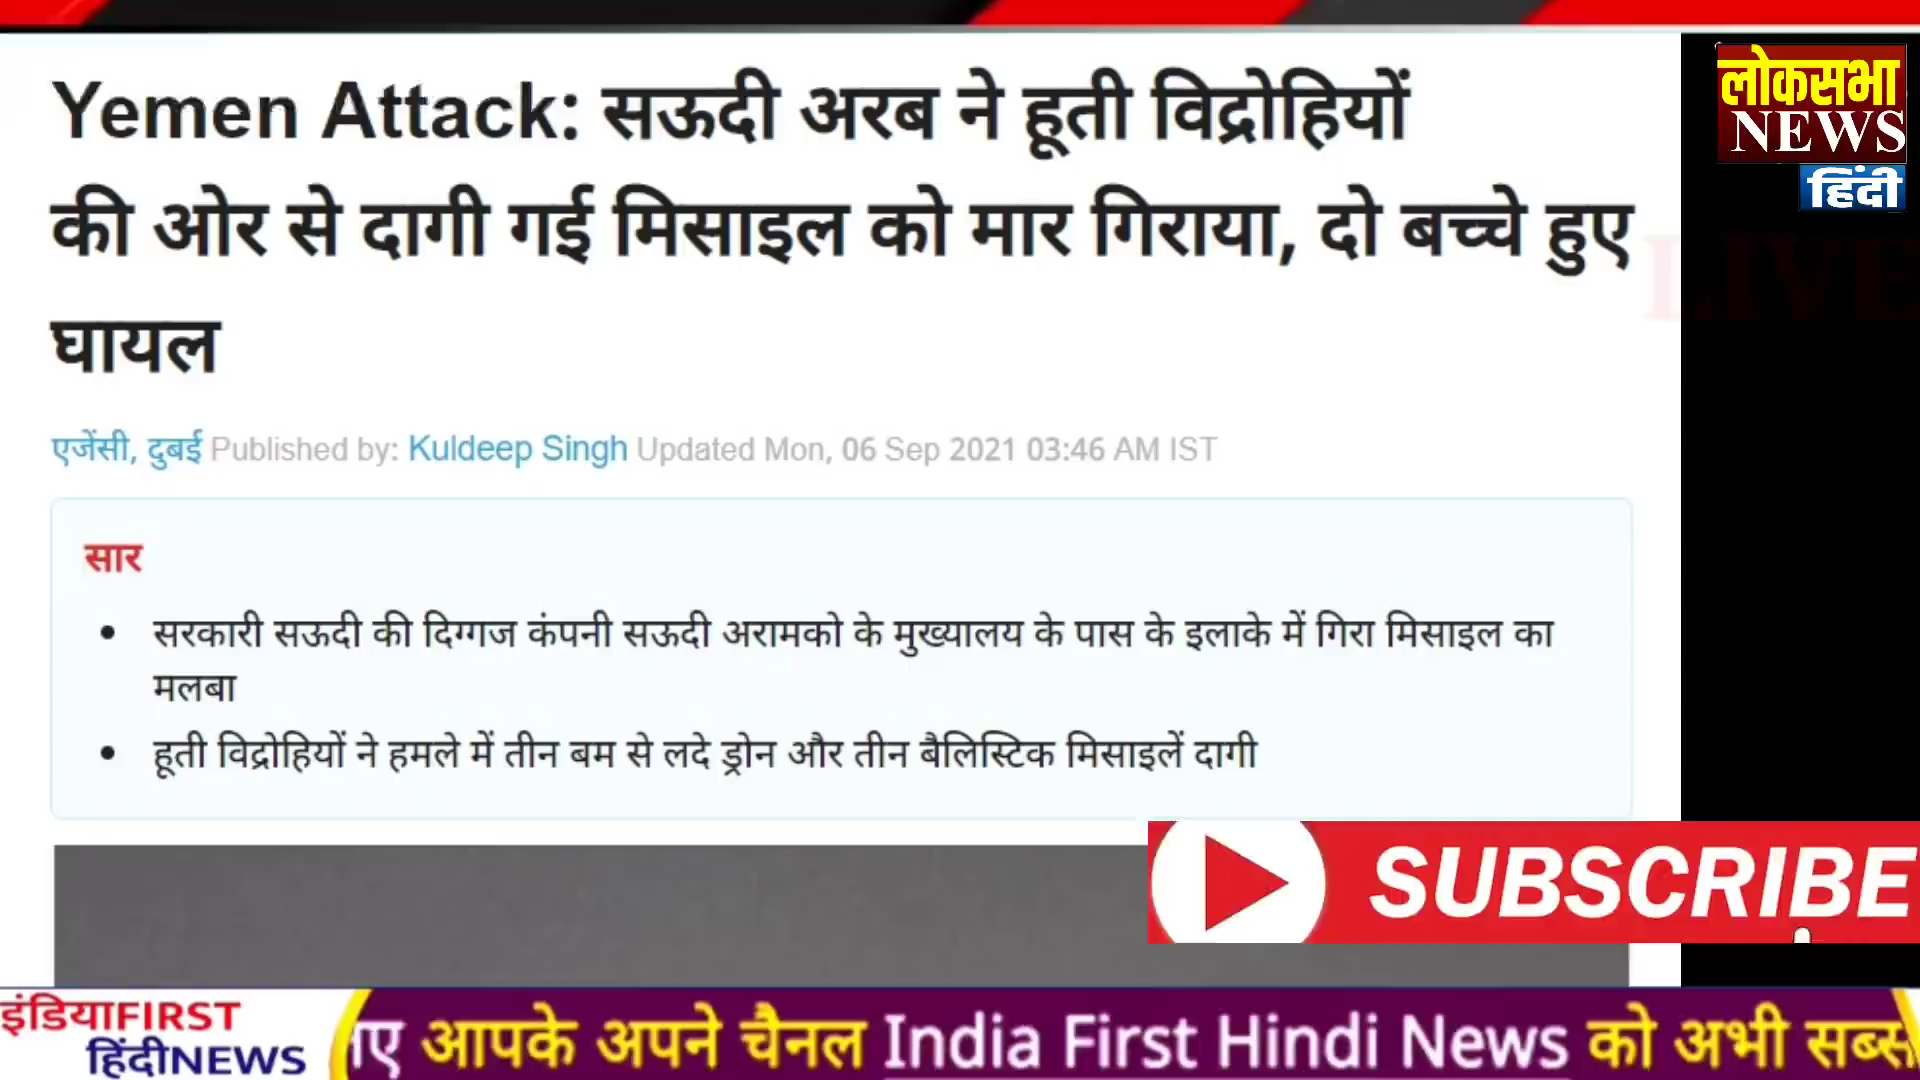 Yemen Attack: सऊदी अरब ने हूती विद्रोहियों
की ओर से दागी गई मिसाइल को मार गिराया, दो बच्चे हुए
घायल
एजेंसी, दुबई Published by: Kuldeep Singh Updated Mon, 06 Sep 2021 03:46 AM IST
सार
• सरकारी सऊदी की दिग्गज कंपनी सऊदी अरामको के मुख्यालय के पास के इलाके में गिरा मिसाइल का
मलबा
• हूती विद्रोहियों ने हमले में तीन बम से लदे ड्रोन और तीन बैलिस्टिक मिसाइलें दागी
लोकसभा
NEWS
हिंदी
LIVE
SUBSCRIBE
इंडियाFIRST
हिंदीNEWS
आपके अपने चैनल India First Hindi News को अभी